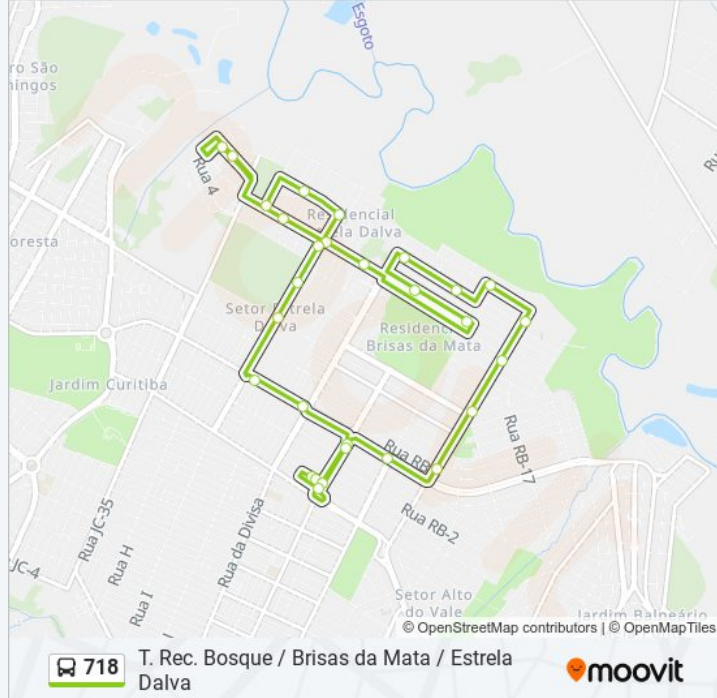 Esgoto
ro São
ingos
Rua 4
Residencial
la Dalva
oresta
Setor Estrela
Dalva
Residencial
Brisas da Mata
Jardim Curitiba
Rua RB
Rua RB-17
Rua JC-35
Rua da Divisa
Rua RB-2
Rua H
JC-4
Rua I
Setor Alto
do Vale
Jardim Balneário
© OpenStreetMap contributors | © OpenMapTiles
718
T. Rec. Bosque / Brisas da Mata / Estrela
Dalva
moovit